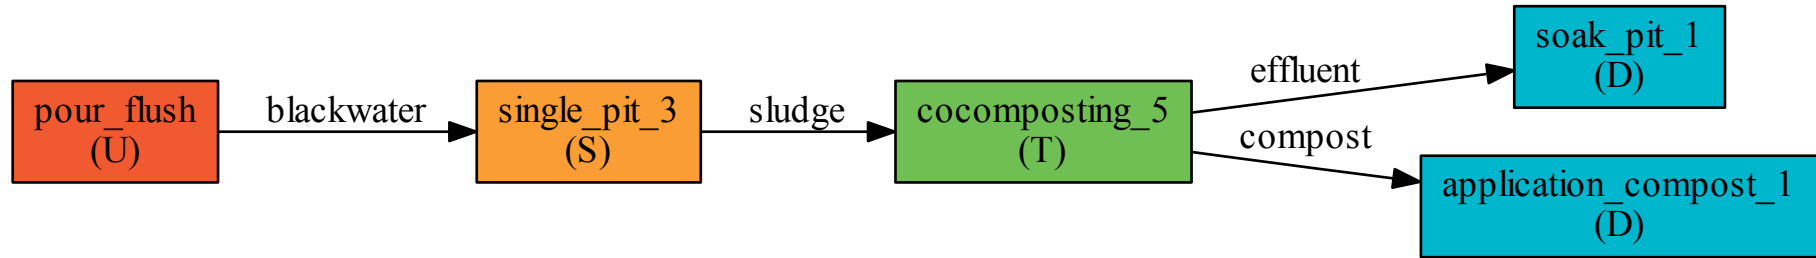 pour_flush
(U)
blackwater
single_pit_3
(S)
sludge
cocomposting_5
(T)
effluent
compost
soak_pit_1
(D)
application_compost_1
(D)